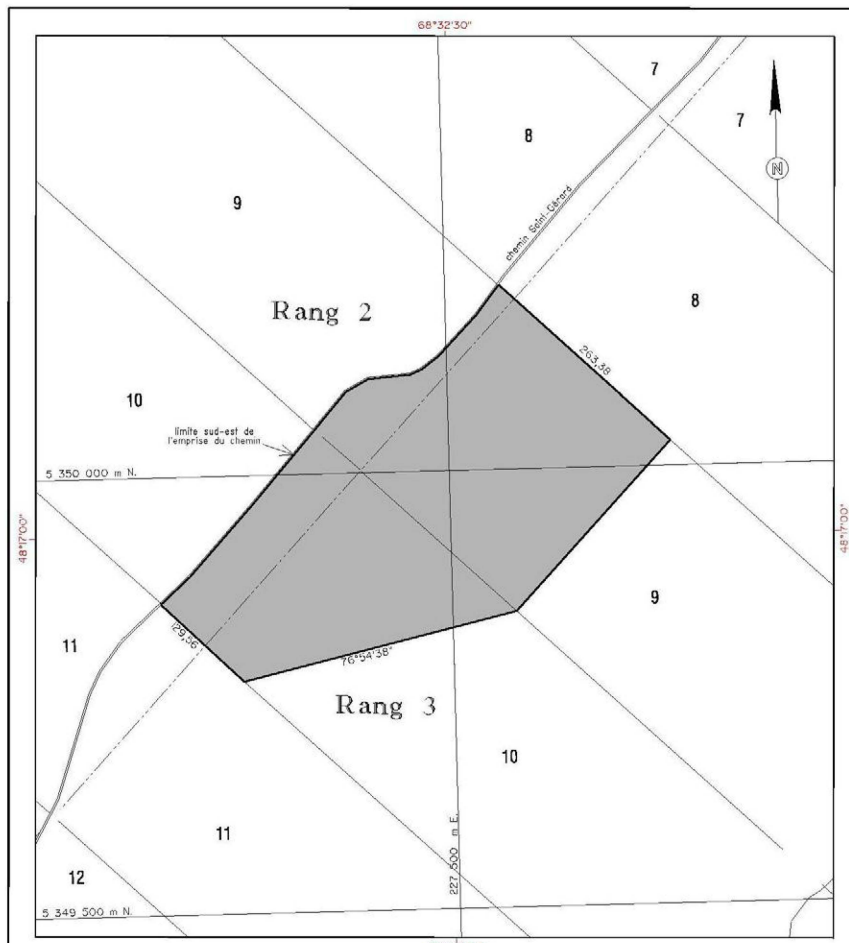 68°32'30"
7
8
7
N
9
chemin Saint-Gérard
8
Rang 2
263,38
10
limite sud-est de
l'emprise du chemin
5 350 000 m N.
48°17'00"
48°17'00"
9
129,56
11
76°54'38"
Rang 3
10
11
227 500 m E.
12
5 349 500 m N.